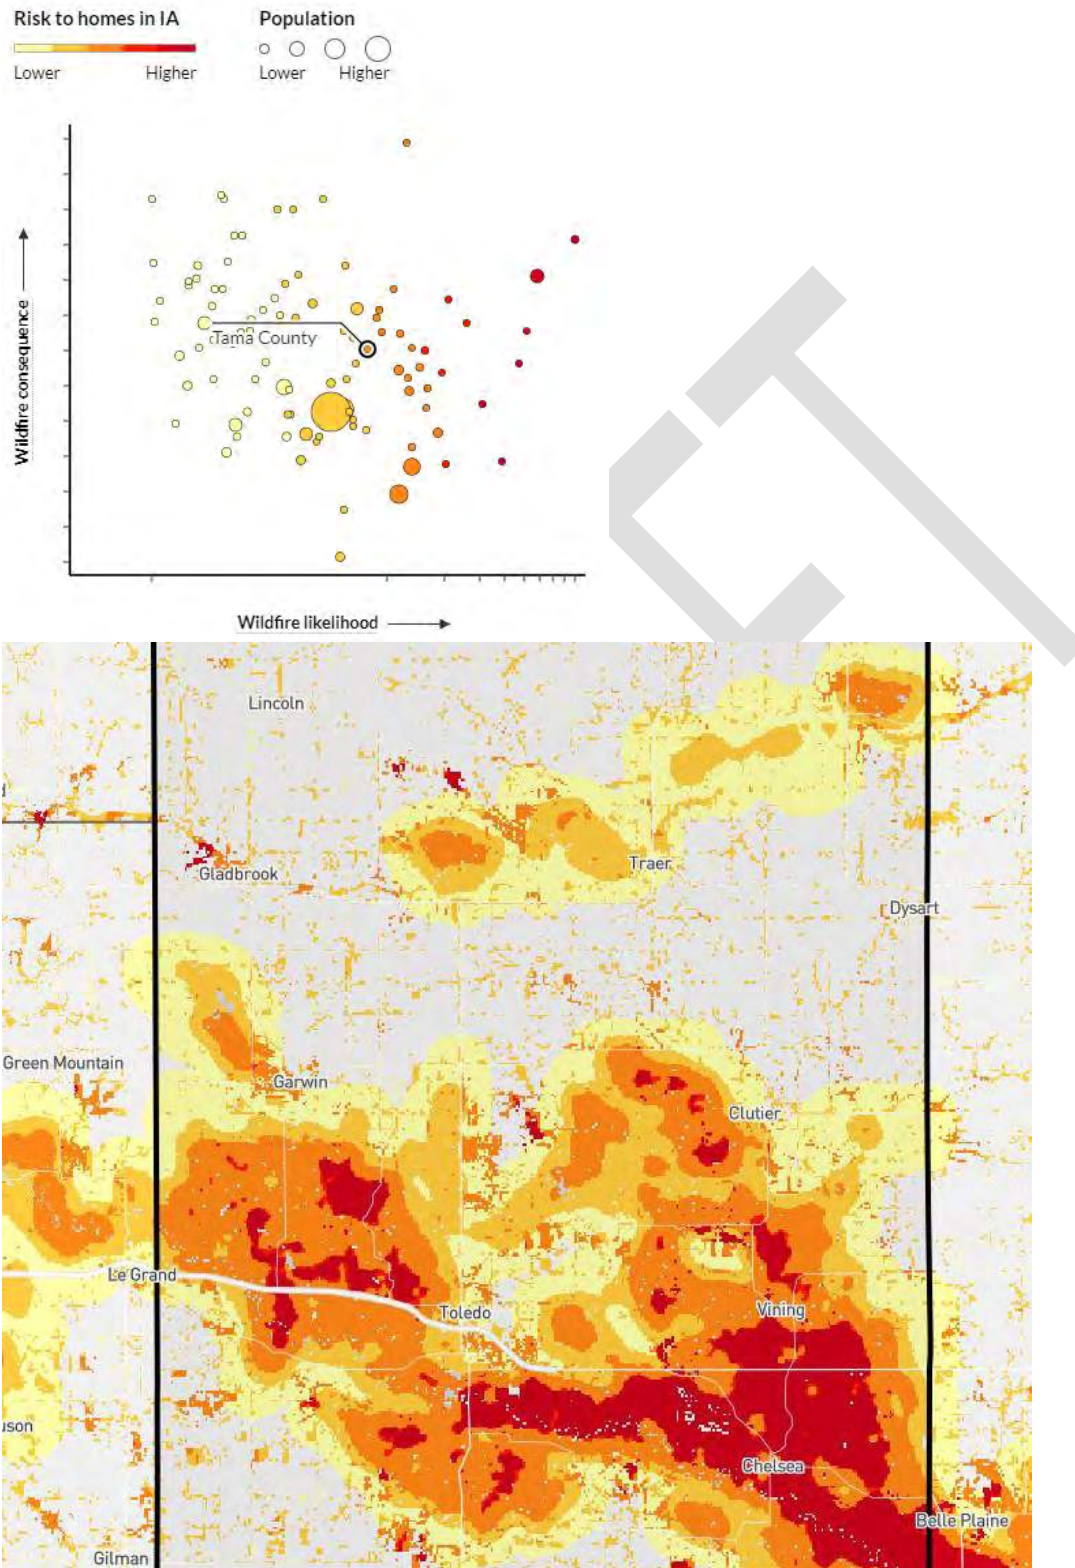 Risk to homes in IA
Population
Lower
Higher
Lower
Higher
Wildfire consequence
Tama County
Wildfire likelihood
Lincoln
Gladbrook
Traer
Dysart
Green Mountain
Garwin
Clutier
Le Grand
Toledo
Vining
Chelsea
Belle Plaine
Gilman